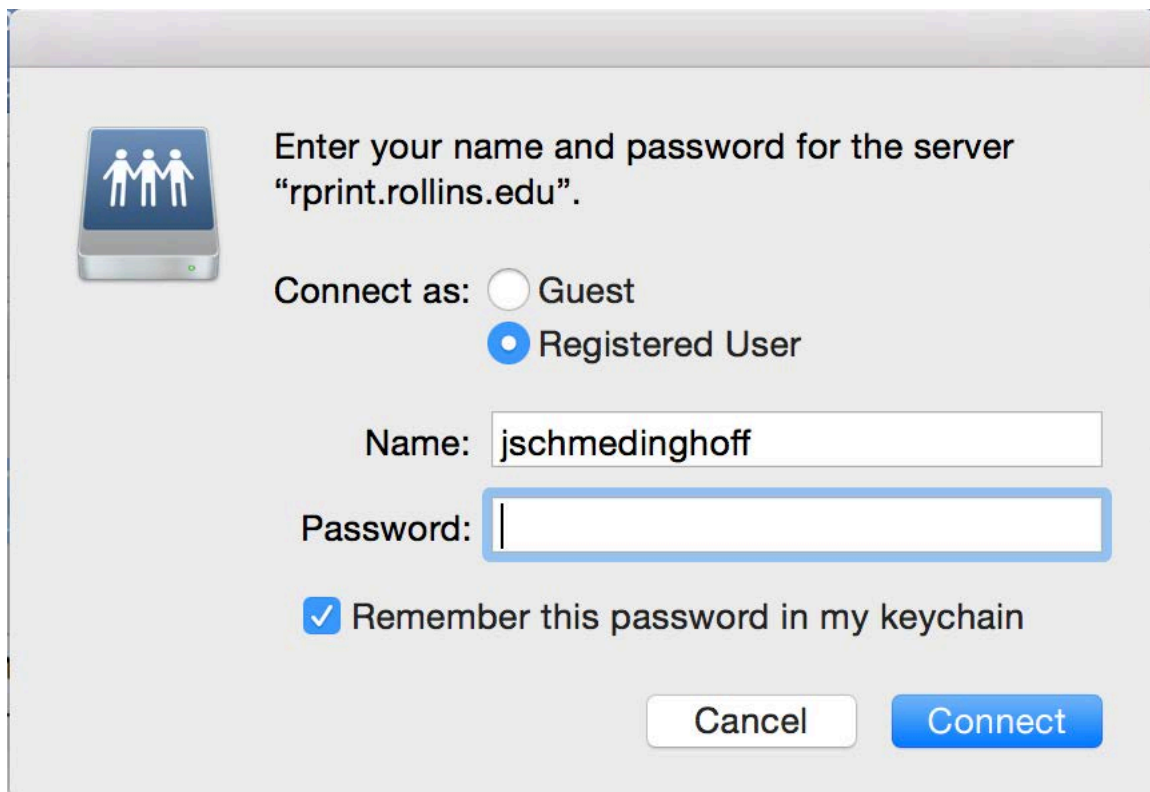 Enter your name and password for the server
“rprint.rollins.edu”.
Connect as: Guest
Registered User
Name: jschmedinghoff
Password:
Remember this password in my keychain
Cancel Connect